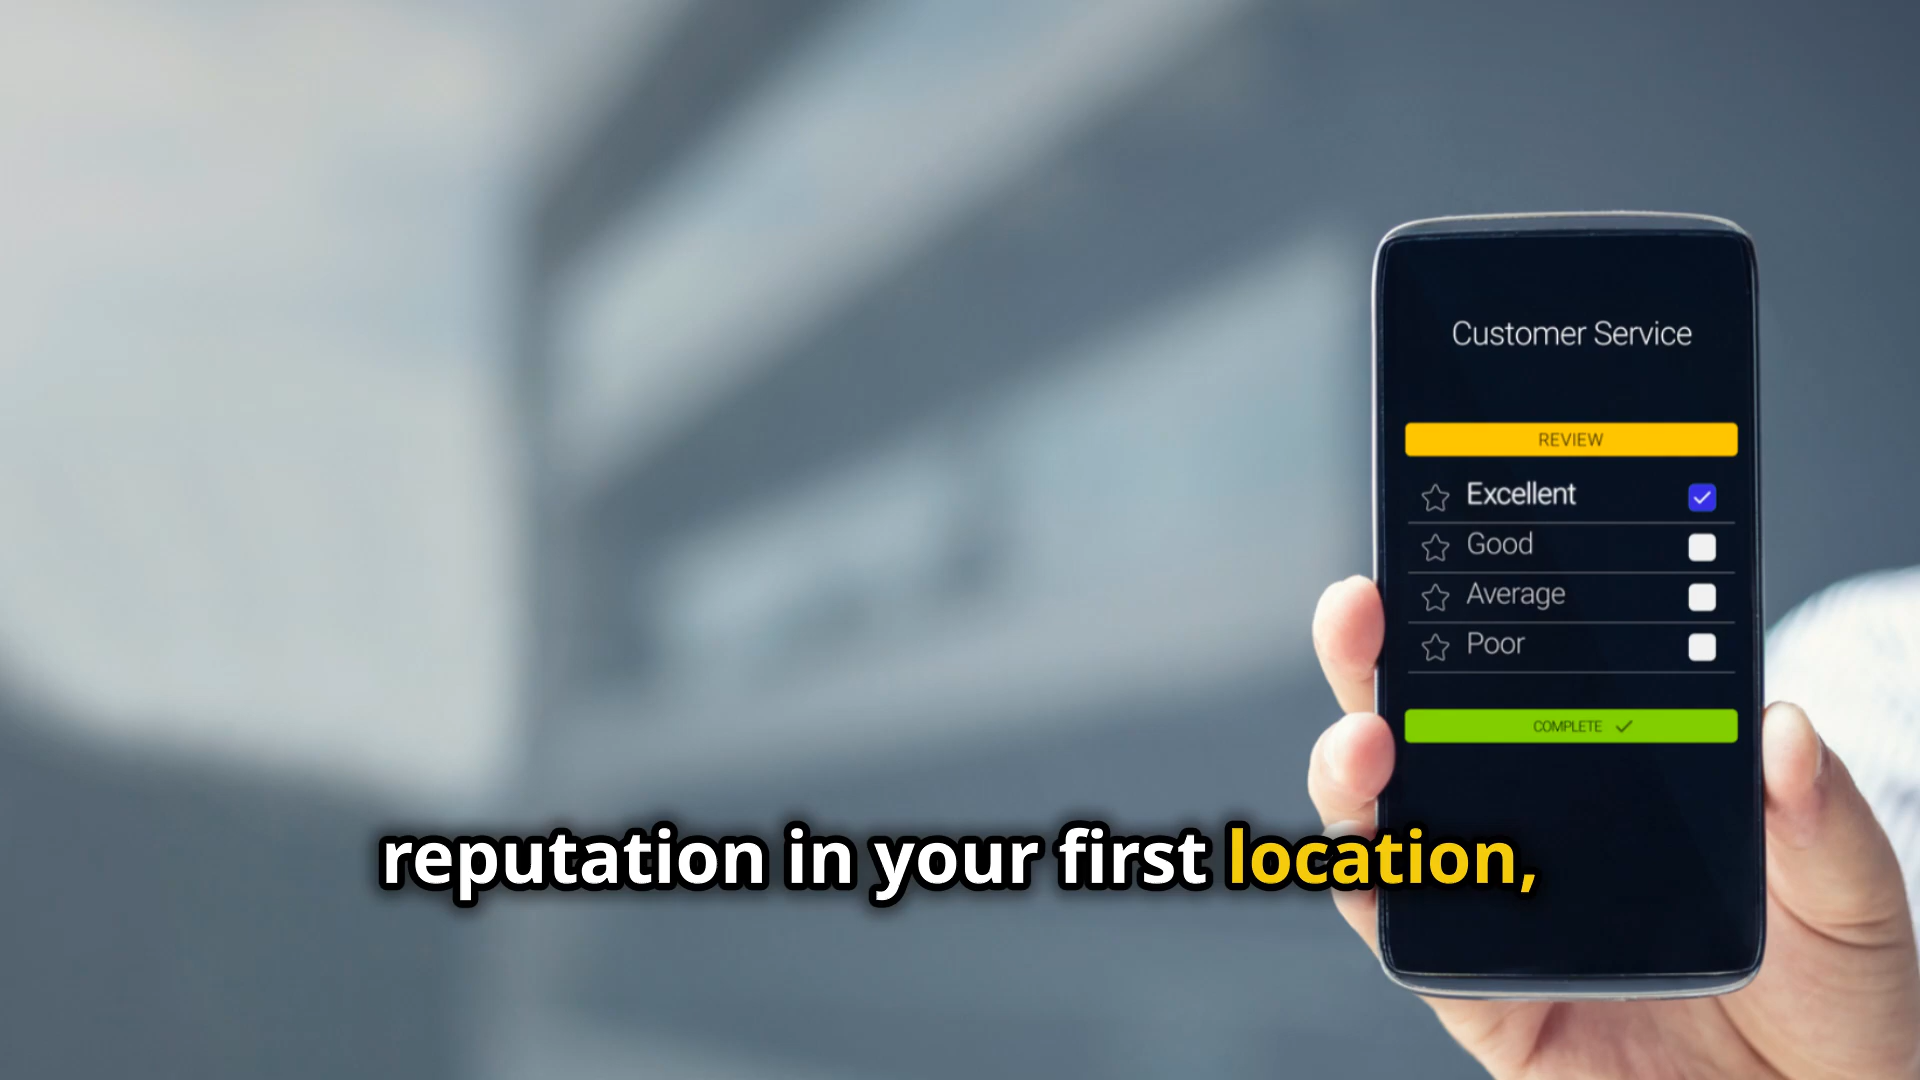 Customer Service
REVIEW
Excellent
Good
Average
Poor
COMPLETE
reputation in your first location,